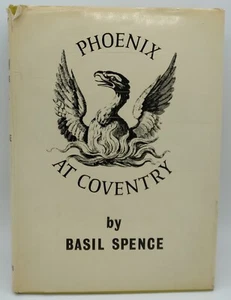 PHOENIX
AT COVENTRY
by
BASIL SPENCE